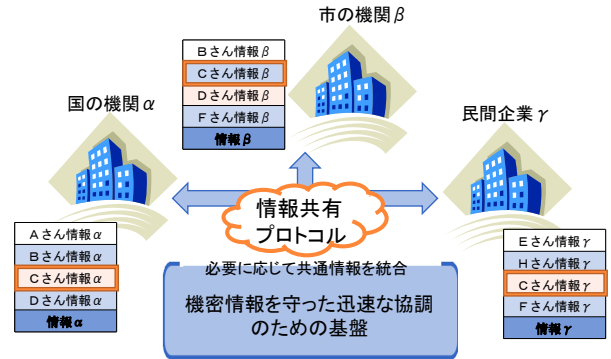 市の機関β
Bさん情報β
Cさん情報β
Dさん情報β
Fさん情報β
情報β
国の機関α
Aさん情報α
Bさん情報α
Cさん情報α
Dさん情報α
情報α
民間企業γ
Eさん情報γ
Hさん情報γ
Cさん情報γ
Fさん情報γ
情報γ
情報共有
プロトコル
必要に応じて共通情報を統合
機密情報を守った迅速な協調
のための基盤